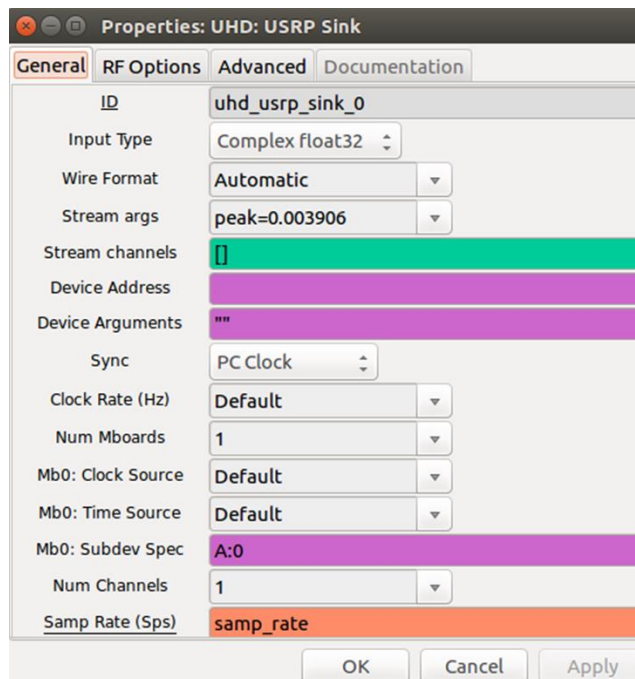 Properties: UHD: USRP Sink
General RF Options Advanced Documentation
ID uhd_usrp_sink_0
Input Type Complex float32
Wire Format Automatic
Stream args peak=0.003906
Stream channels []
Device Address
Device Arguments ""
Sync PC Clock
Clock Rate (Hz) Default
Num Mboards 1
Mb0: Clock Source Default
Mb0: Time Source Default
Mb0: Subdev Spec A:0
Num Channels 1
Samp Rate (Sps) samp_rate
OK Cancel Apply